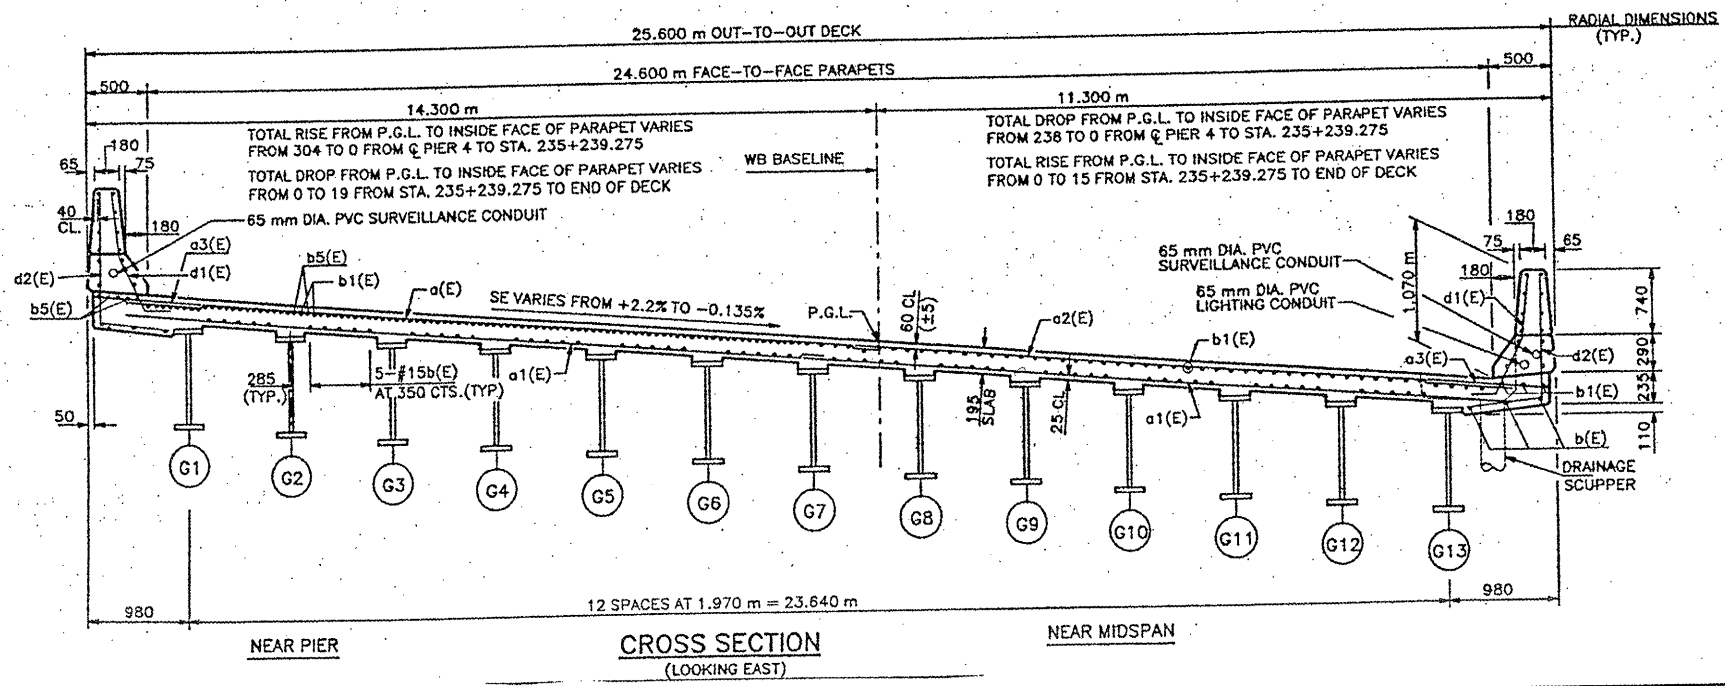 25.600 m OUT-TO-OUT DECK
RADIAL DIMENSIONS
(TYP.)
500
24.600 m FACE-TO-FACE PARAPETS
500
14.300 m
11.300 m
TOTAL RISE FROM P.G.L. TO INSIDE FACE OF PARAPET VARIES
FROM 304 TO 0 FROM ℄ PIER 4 TO STA. 235+239.275
TOTAL DROP FROM P.G.L. TO INSIDE FACE OF PARAPET VARIES
FROM 0 TO 19 FROM STA. 235+239.275 TO END OF DECK
WB BASELINE
TOTAL DROP FROM P.G.L. TO INSIDE FACE OF PARAPET VARIES
FROM 238 TO 0 FROM ℄ PIER 4 TO STA. 235+239.275
TOTAL RISE FROM P.G.L. TO INSIDE FACE OF PARAPET VARIES
FROM 0 TO 15 FROM STA. 235+239.275 TO END OF DECK
180
65
75
40
CL.
180
65 mm DIA. PVC SURVEILLANCE CONDUIT
a3(E)
d2(E)
d1(E)
b5(E)
b1(E)
a(E)
b5(E)
SE VARIES FROM +2.2% TO -0.135%
P.G.L.
60 CL
(±5)
a2(E)
b1(E)
65 mm DIA. PVC
SURVEILLANCE CONDUIT
65 mm DIA. PVC
LIGHTING CONDUIT
1.070 m
180
75
65
180
d1(E)
740
290
235
110
d2(E)
a3(E)
b1(E)
b(E)
285
(TYP.)
5-#15b(E)
AT 350 CTS.(TYP)
a1(E)
195
SLAB
25 CL
a1(E)
50
DRAINAGE
SCUPPER
G1
G2
G3
G4
G5
G6
G7
G8
G9
G10
G11
G12
G13
980
12 SPACES AT 1.970 m = 23.640 m
980
NEAR PIER
CROSS SECTION
(LOOKING EAST)
NEAR MIDSPAN